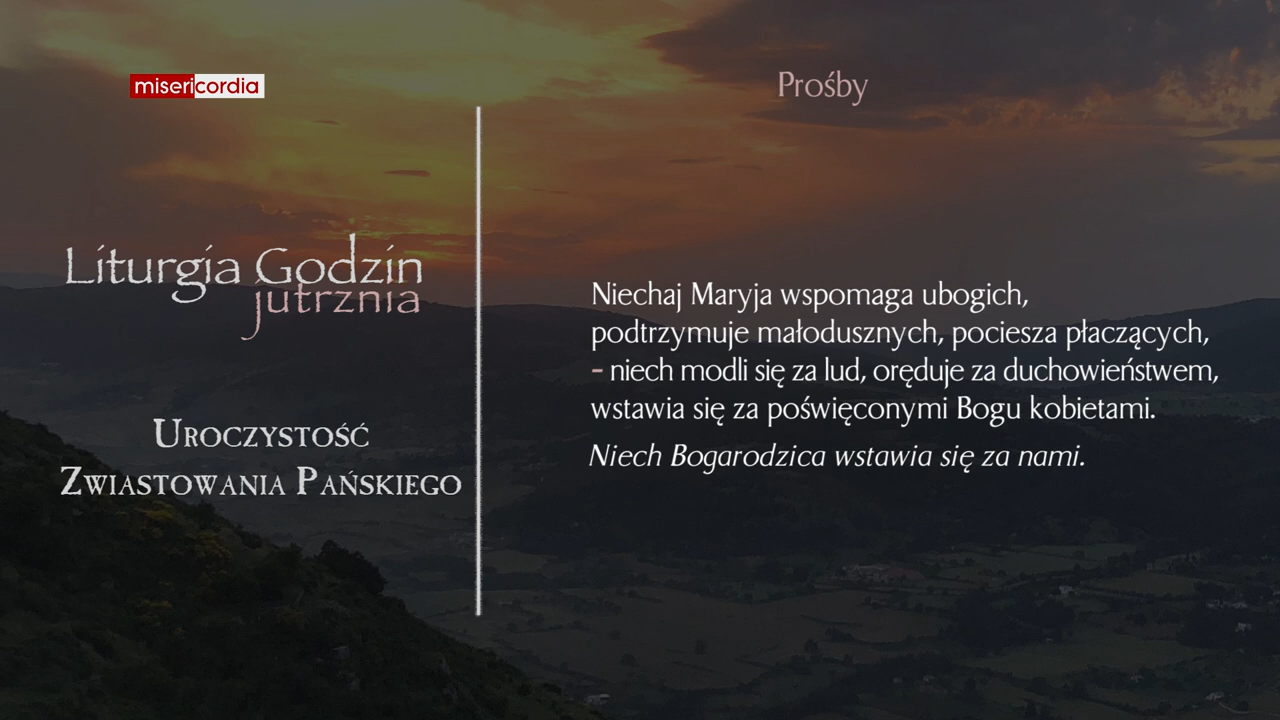 misericordia
Liturgia Godzin
jutrznia
Uroczystość
Zwiastowania Pańskiego
Prośby
Niechaj Maryja wspomaga ubogich,
podtrzymuje małodusznych, pociesza płaczących,
- niech modli się za lud, oręduje za duchowieństwem,
wstawia się za poświęconymi Bogu kobietami.
Niech Bogarodzica wstawia się za nami.